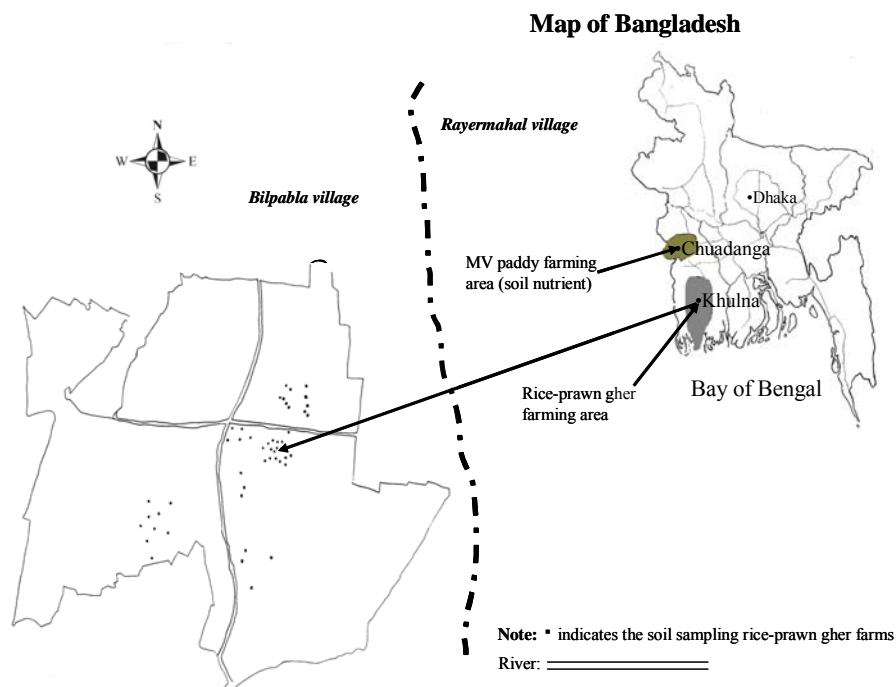 Map of Bangladesh
Rayermahal village
N
W E
S
Bilpabla village
Dhaka
MV paddy farming
area (soil nutrient)
Chuadanga
Khulna
Rice-prawn gher
farming area
Bay of Bengal
Note: ▪ indicates the soil sampling rice-prawn gher farms
River: